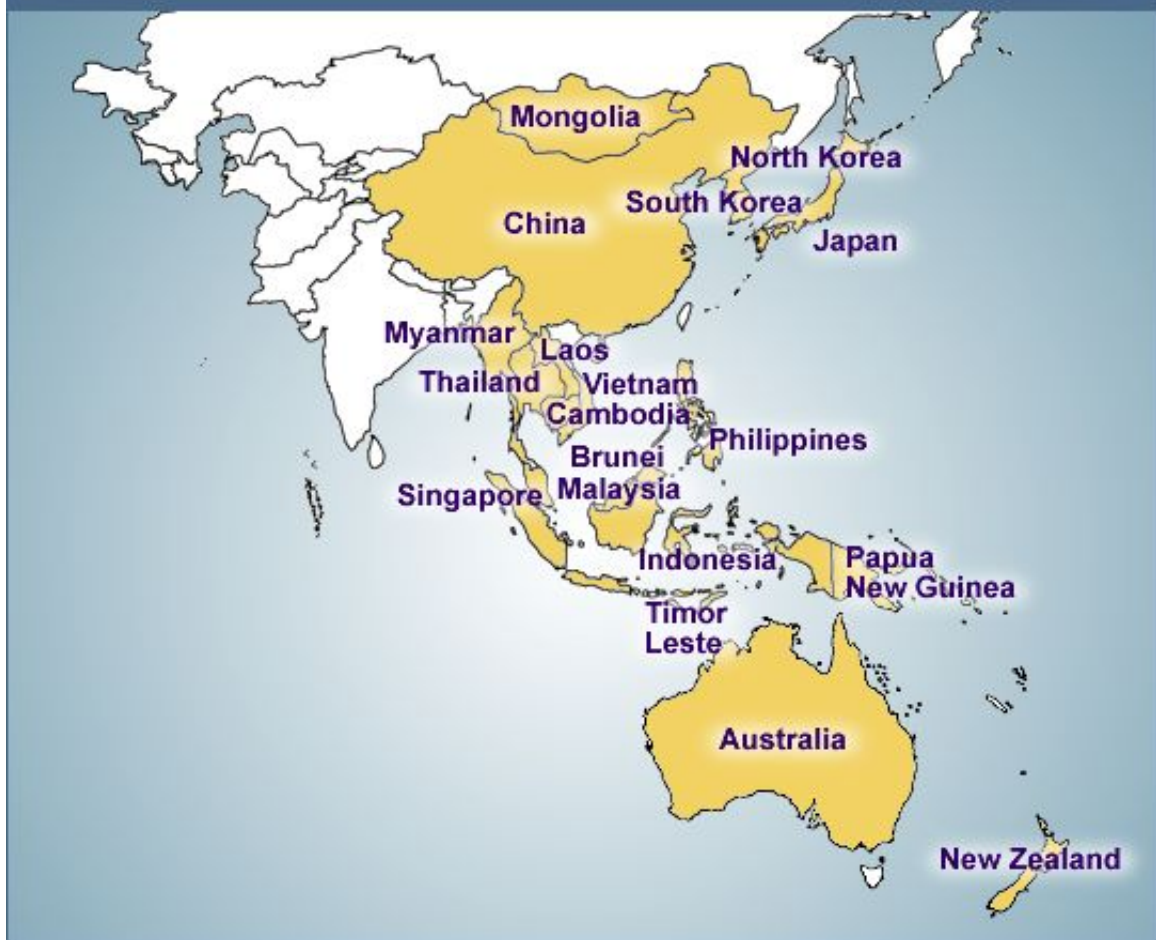 Mongolia
North Korea
South Korea
China
Japan
Myanmar
Laos
Thailand
Vietnam
Cambodia
Philippines
Brunei
Singapore
Malaysia
Indonesia
Papua
New Guinea
Timor
Leste
Australia
New Zealand